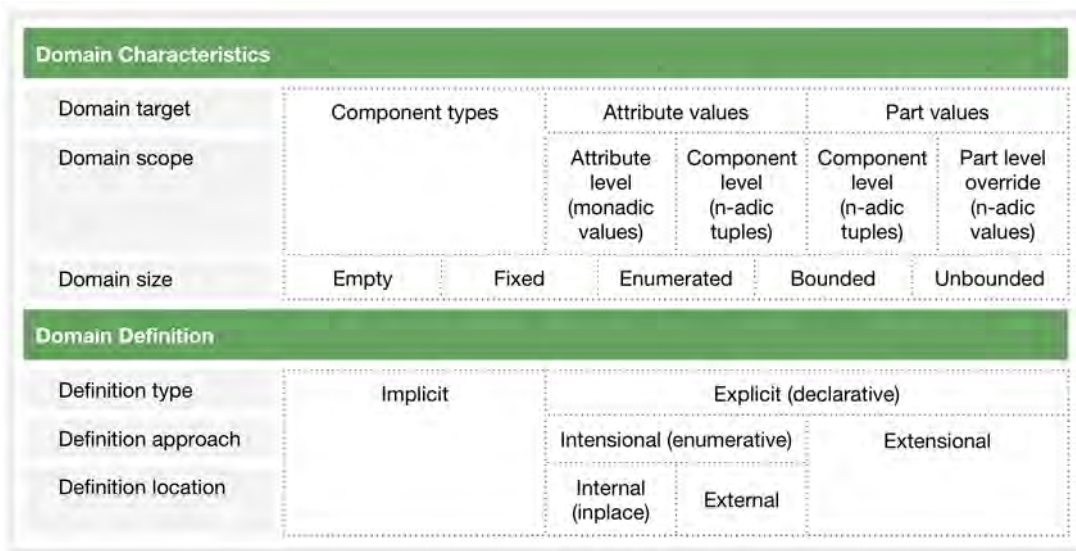 Domain Characteristics
Domain target Component types Attribute values Part values
Domain scope Attribute level (monadic values) Component level (n-adic tuples) Component level (n-adic tuples) Part level override (n-adic values)
Domain size Empty Fixed Enumerated Bounded Unbounded
Domain Definition
Definition type Implicit Explicit (declarative)
Definition approach Intensional (enumerative) Extensional
Definition location Internal (inplace) External